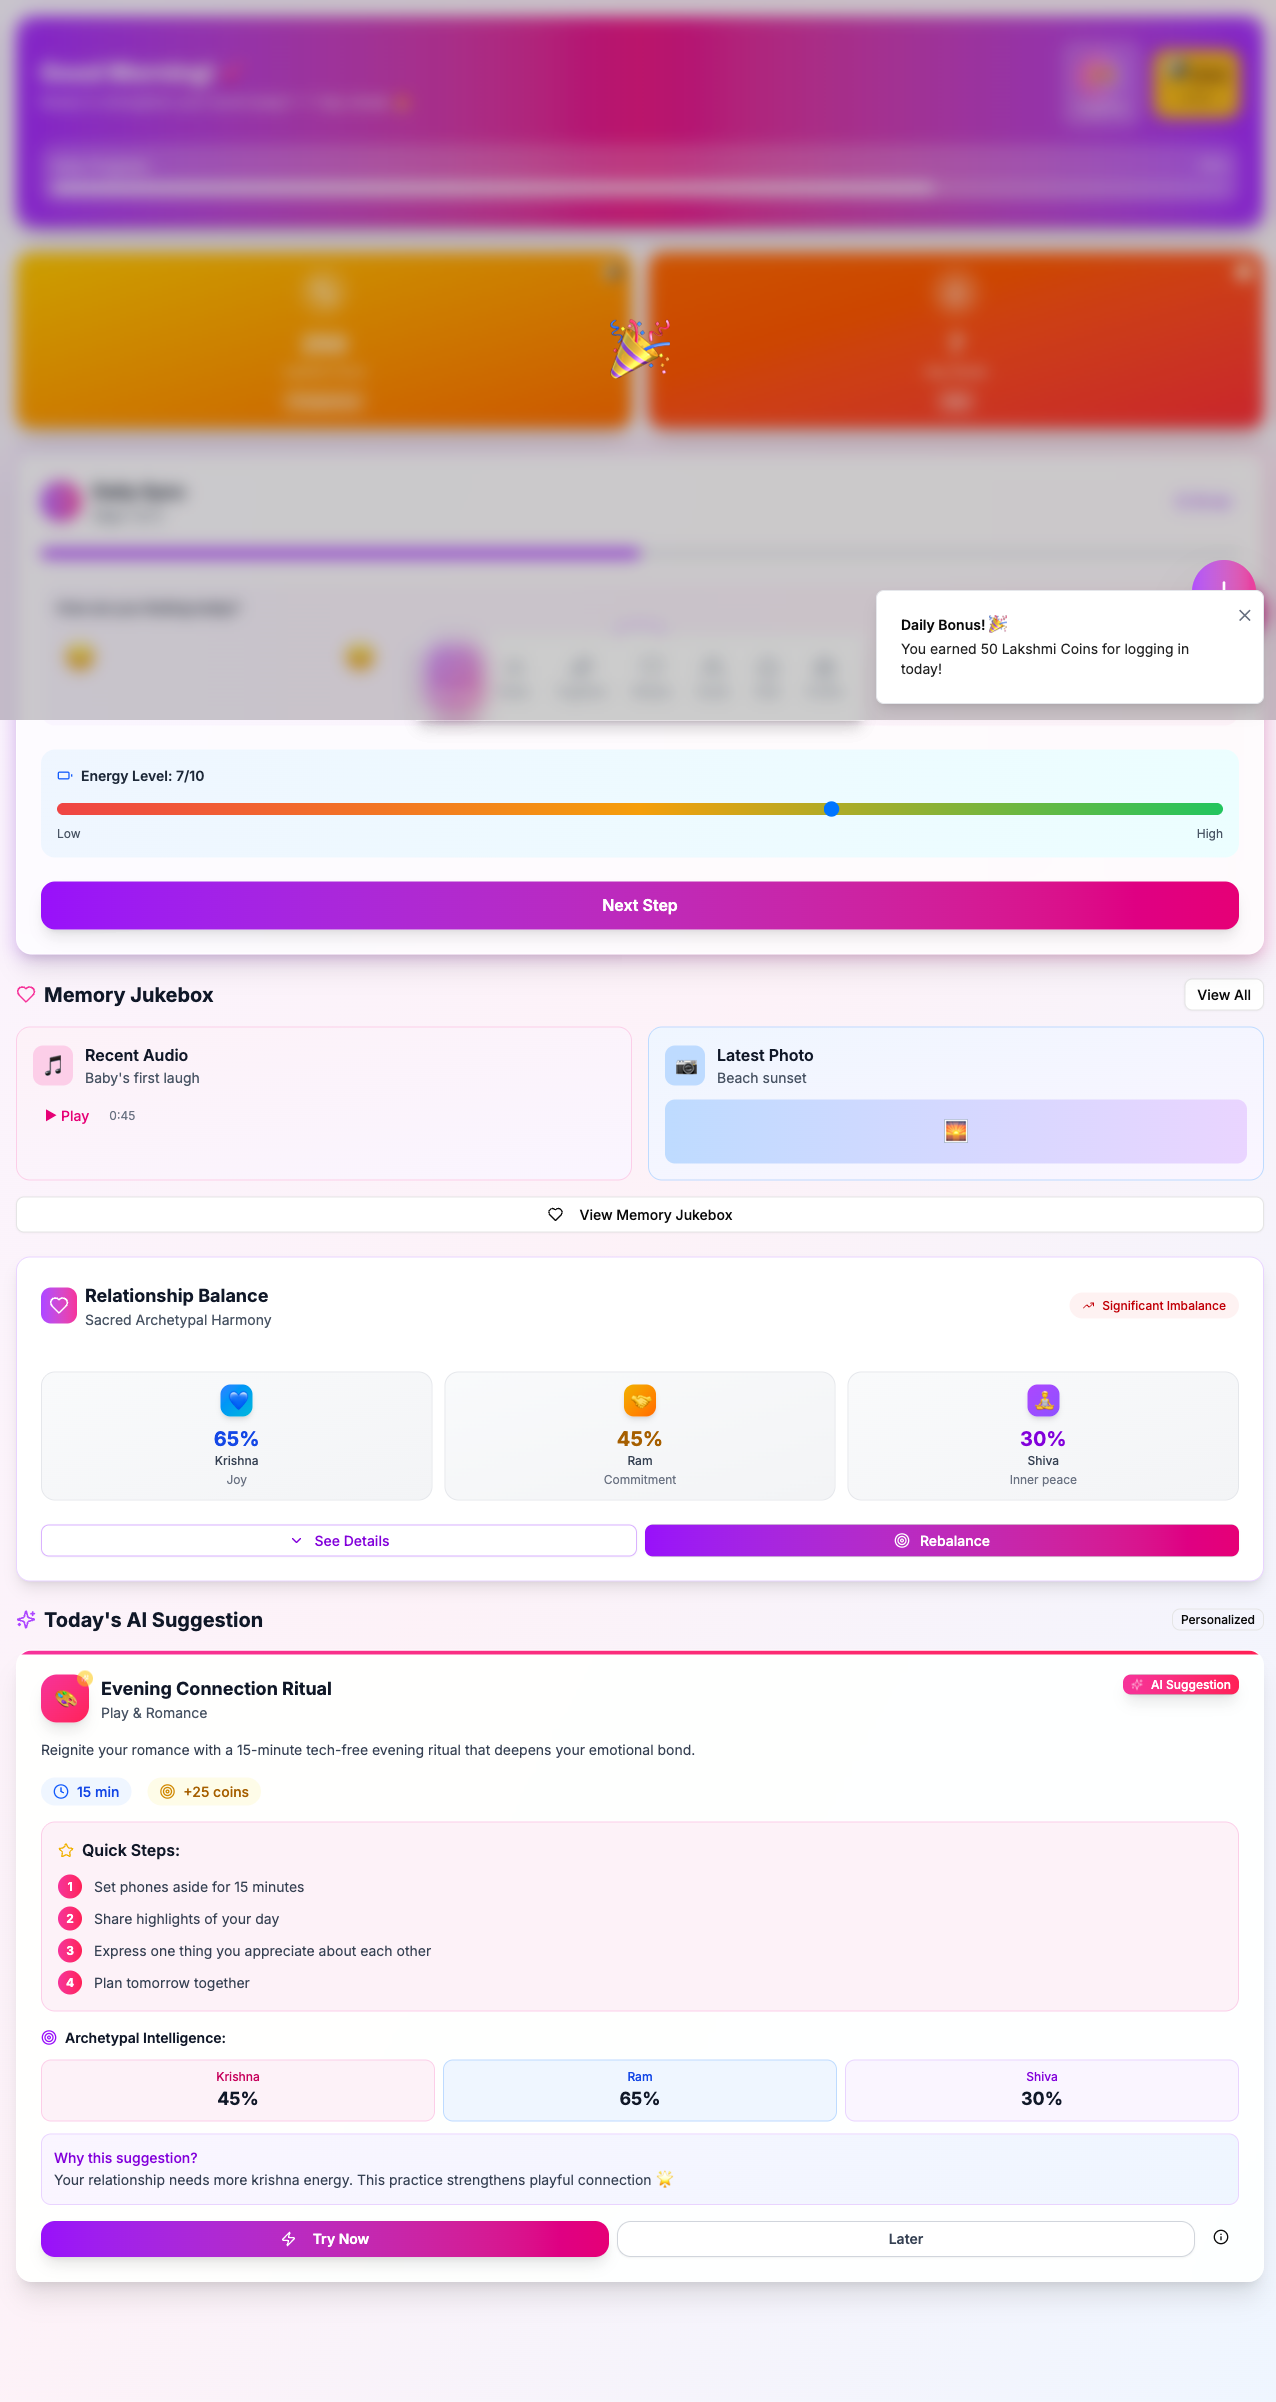 Daily Bonus! 🎉
You earned 50 Lakshmi Coins for logging in
today!
Energy Level: 7/10
Low
High
Next Step
Memory Jukebox
View All
Recent Audio
Baby's first laugh
Play 0:45
Latest Photo
Beach sunset
View Memory Jukebox
Relationship Balance
Sacred Archetypal Harmony
Significant Imbalance
65%
Krishna
Joy
45%
Ram
Commitment
30%
Shiva
Inner peace
See Details
Rebalance
Today's AI Suggestion
Personalized
Evening Connection Ritual
Play & Romance
AI Suggestion
Reignite your romance with a 15-minute tech-free evening ritual that deepens your emotional bond.
15 min
+25 coins
Quick Steps:
1 Set phones aside for 15 minutes
2 Share highlights of your day
3 Express one thing you appreciate about each other
4 Plan tomorrow together
Archetypal Intelligence:
Krishna
45%
Ram
65%
Shiva
30%
Why this suggestion?
Your relationship needs more krishna energy. This practice strengthens playful connection 🌟
Try Now
Later